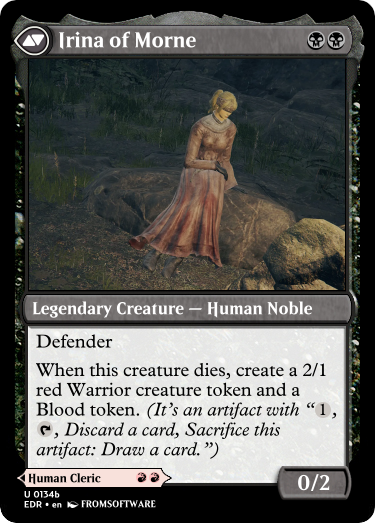 Irina of Morne
Legendary Creature — Human Noble
Defender
When this creature dies, create a 2/1
red Warrior creature token and a
Blood token. (It's an artifact with “1,
, Discard a card, Sacrifice this
artifact: Draw a card.”)
Human Cleric
0/2
U 0134b
EDR • en FROMSOFTWARE